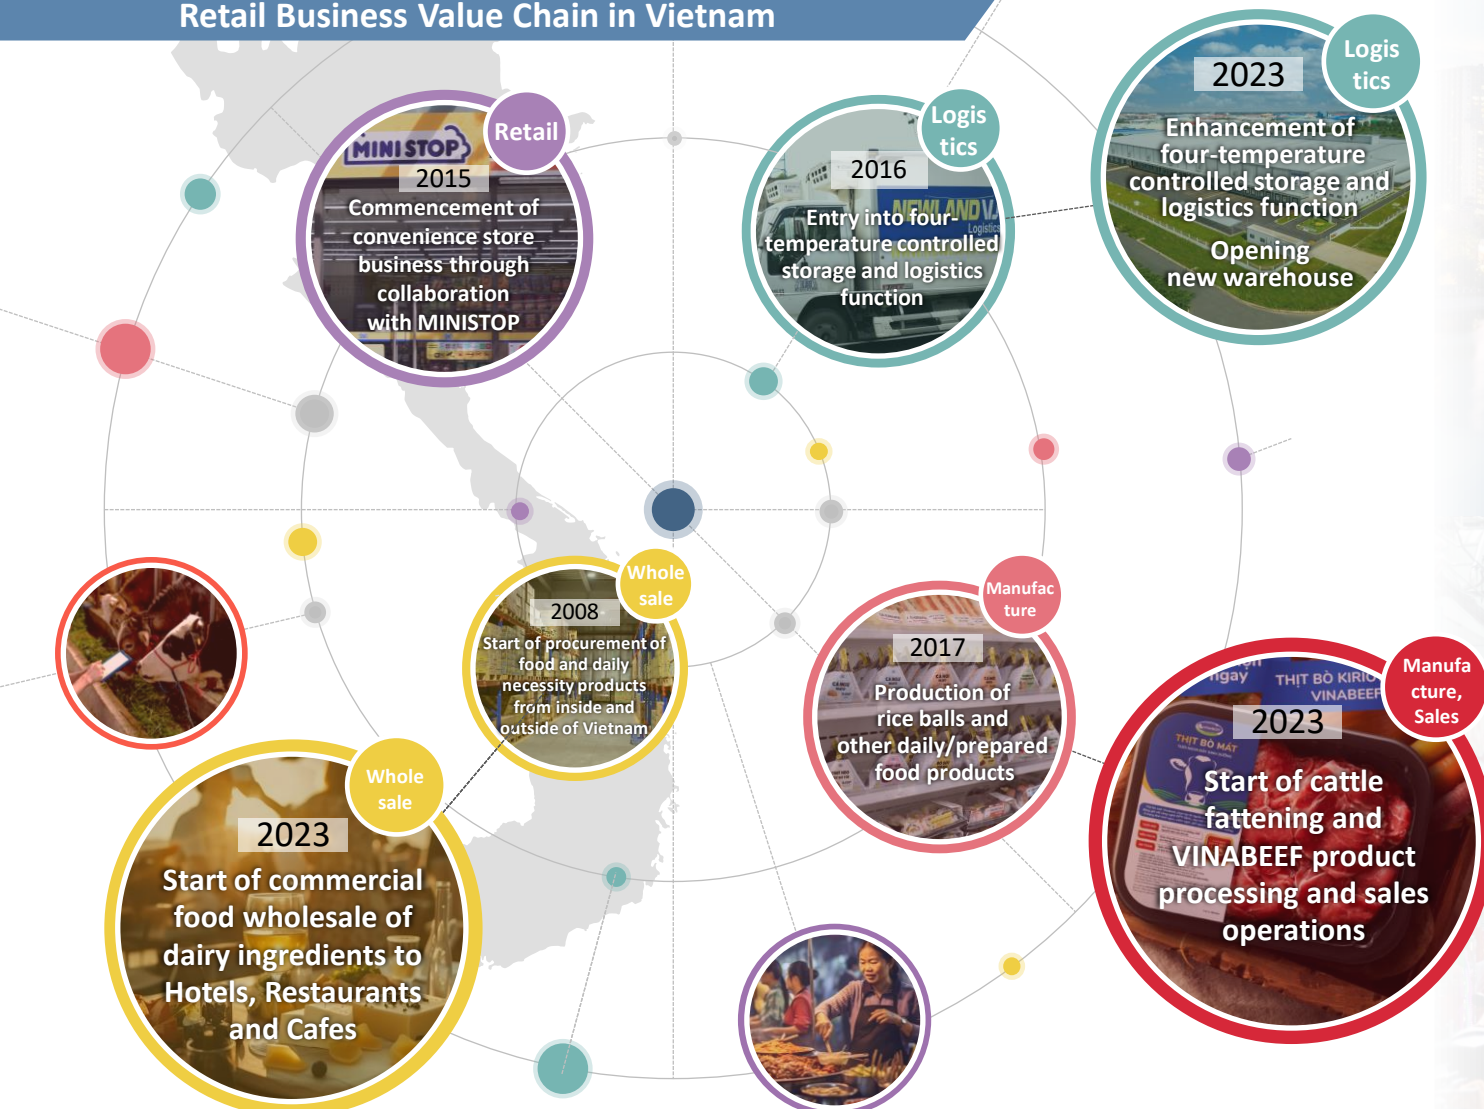 Retail Business Value Chain in Vietnam
Retail
MINISTOP
2015
Commencement of
convenience store
business through
collaboration
with MINISTOP
Logis
tics
2016
NEWLAND
Logistics
Entry into four-
temperature controlled
storage and logistics
function
Logis
tics
2023
Enhancement of
four-temperature
controlled storage and
logistics function
Opening
new warehouse
Whole
sale
2008
Start of procurement of
food and daily
necessity products
from inside and
outside of Vietnam
Manufac
ture
2017
Production of
rice balls and
other daily/prepared
food products
Whole
sale
2023
Start of commercial
food wholesale of
dairy ingredients to
Hotels, Restaurants
and Cafes
Manufa
cture,
Sales
ngay
THỊT BÒ
VINABEEF
2023
THỊT BÒ MÁT
Start of cattle
fattening and
VINABEEF product
processing and sales
operations